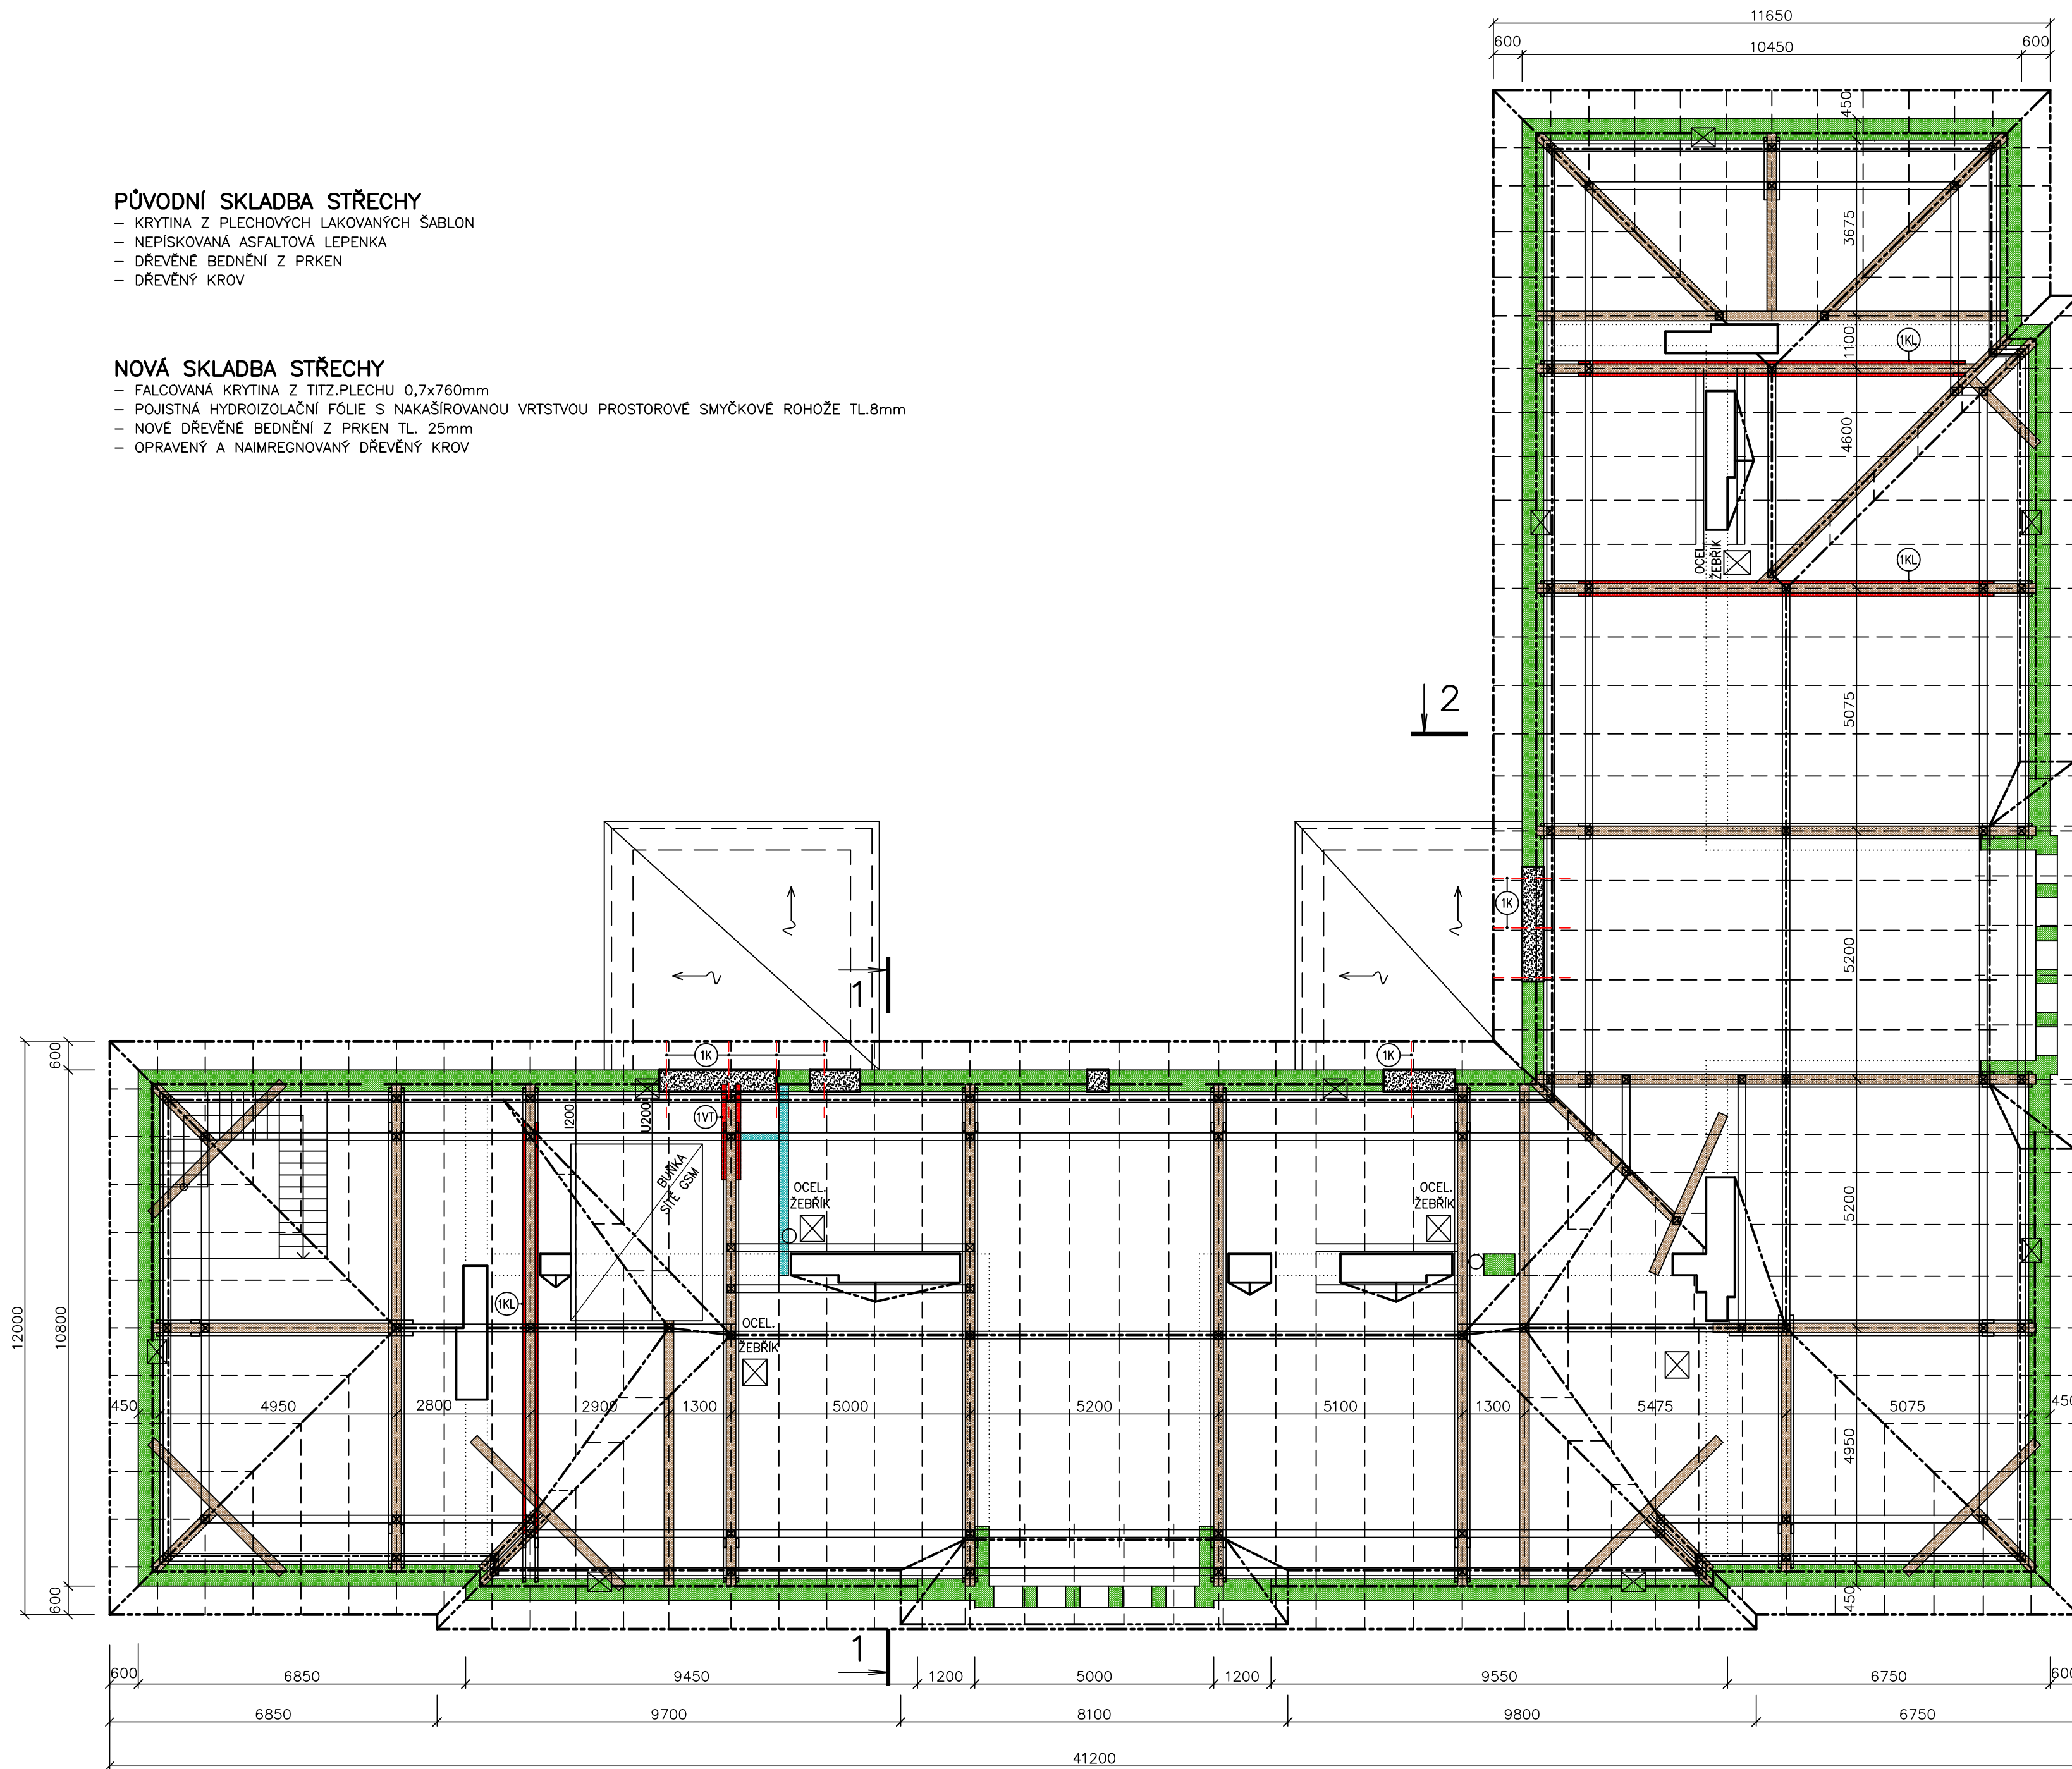 11650
600 10450 600
PŮVODNÍ SKLADBA STŘECHY
– KRYTINA Z PLECHOVÝCH LAKOVANÝCH ŠABLON
– NEPÍSKOVANÁ ASFALTOVÁ LEPENKA
– DŘEVĚNÉ BEDNĚNÍ Z PRKEN
– DŘEVĚNÝ KROV
NOVÁ SKLADBA STŘECHY
– FALCOVANÁ KRYTINA Z TITZ.PLECHU 0,7x760mm
– POJISTNÁ HYDROIZOLAČNÍ FÓLIE S NAKAŠÍROVANOU VRTSTVOU PROSTOROVÉ SMYČKOVÉ ROHOŽE TL.8mm
– NOVÉ DŘEVĚNÉ BEDNĚNÍ Z PRKEN TL. 25mm
– OPRAVENÝ A NAIMREGNOVANÝ DŘEVĚNÝ KROV
450
3675
1100
1KL
4600
OCEL.
ŽEBŘÍK
1KL
5075
2
1K
5200
1
600
1K
1K
I200
U200
1VT
BUŇKA
SÍTĚ GSM
OCEL.
ŽEBŘÍK
OCEL.
ŽEBŘÍK
5200
1KL
OCEL.
ŽEBŘÍK
12000
10800
450 4950 2800 2900 1300 5000 5200 5100 1300 5475 5075 450
4950
600
450
1
600 6850 9450 1200 5000 1200 9550 6750 600
6850 9700 8100 9800 6750
41200